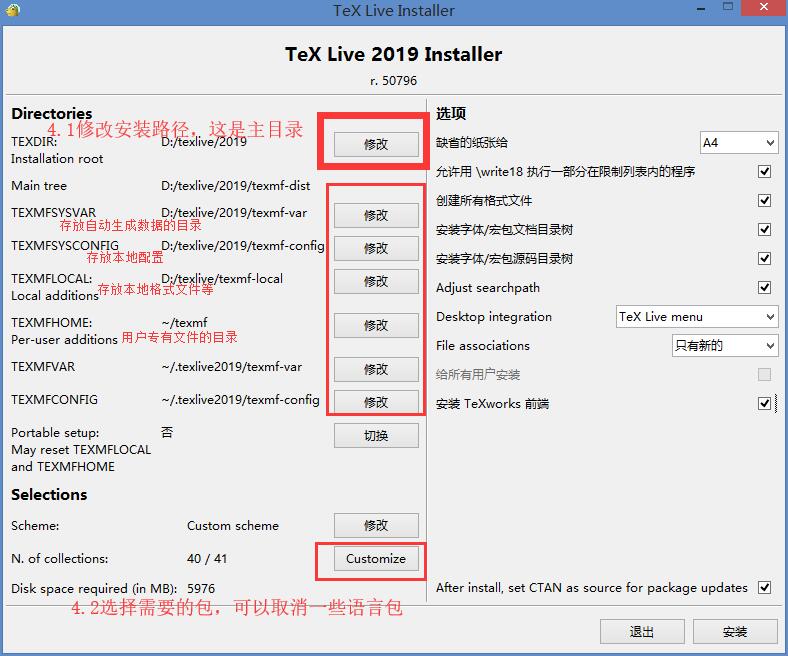 TeX Live Installer
TeX Live 2019 Installer
r. 50796
Directories
4.1修改安装路径，这是主目录
TEXDIR: D:/texlive/2019 修改
Installation root
Main tree D:/texlive/2019/texmf-dist
TEXMFSYSVAR D:/texlive/2019/texmf-var 修改
存放自动生成数据的目录
TEXMFSYSCONFIG D:/texlive/2019/texmf-config 修改
存放本地配置
TEXMFLOCAL: D:/texlive/texmf-local 修改
Local additions 存放本地格式文件等
TEXMFHOME: ~/texmf 修改
Per-user additions 用户专有文件的目录
TEXMFVAR ~/.texlive2019/texmf-var 修改
TEXMFCONFIG ~/.texlive2019/texmf-config 修改
Portable setup: 否 切换
May reset TEXMFLOCAL
and TEXMFHOME
Selections
Scheme: Custom scheme 修改
N. of collections: 40 / 41 Customize
Disk space required (in MB): 5976
4.2选择需要的包，可以取消一些语言包
选项
缺省的纸张给 A4
允许用 \write18 执行一部分在限制列表内的程序
创建所有格式文件
安装字体/宏包文档目录树
安装字体/宏包源码目录树
Adjust searchpath
Desktop integration TeX Live menu
File associations 只有新的
给所有用户安装
安装 TeXworks 前端
After install, set CTAN as source for package updates
退出 安装